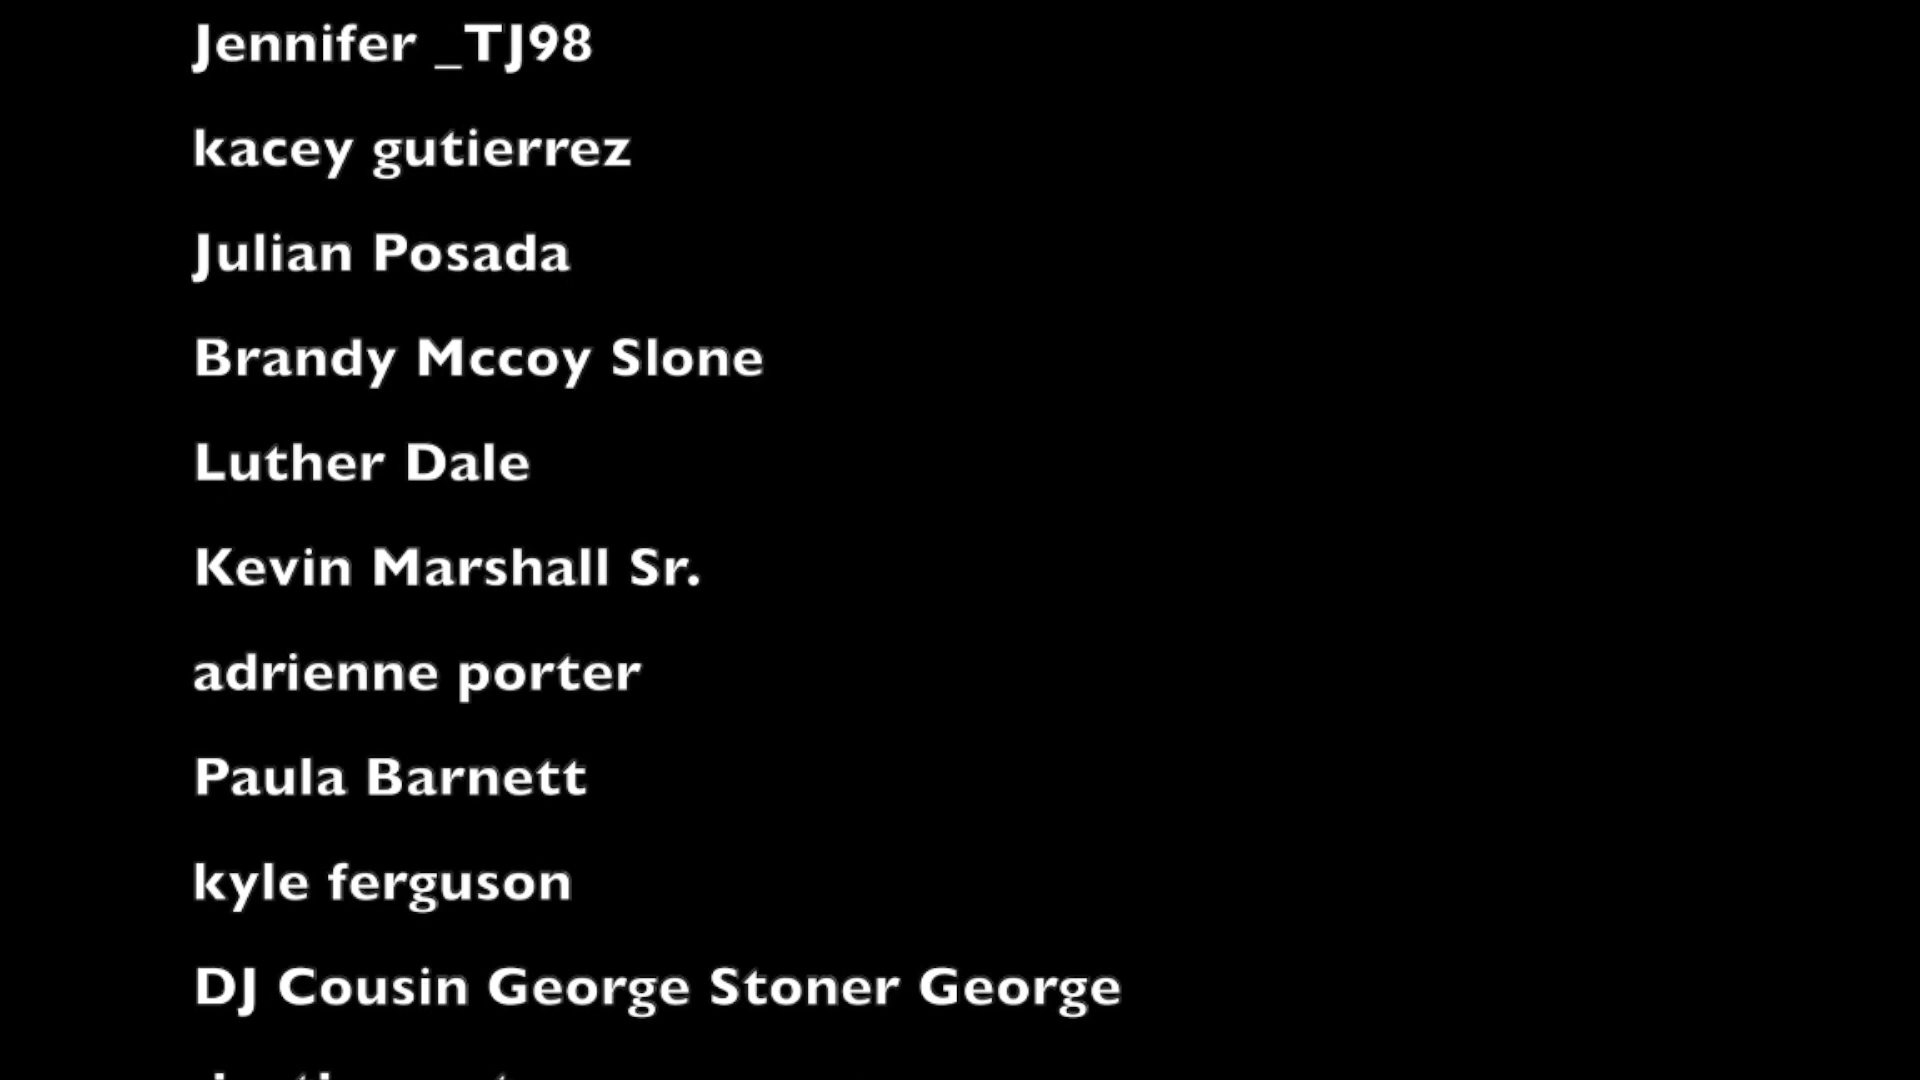 Jennifer _TJ98
kacey gutierrez
Julian Posada
Brandy Mccoy Slone
Luther Dale
Kevin Marshall Sr.
adrienne porter
Paula Barnett
kyle ferguson
DJ Cousin George Stoner George